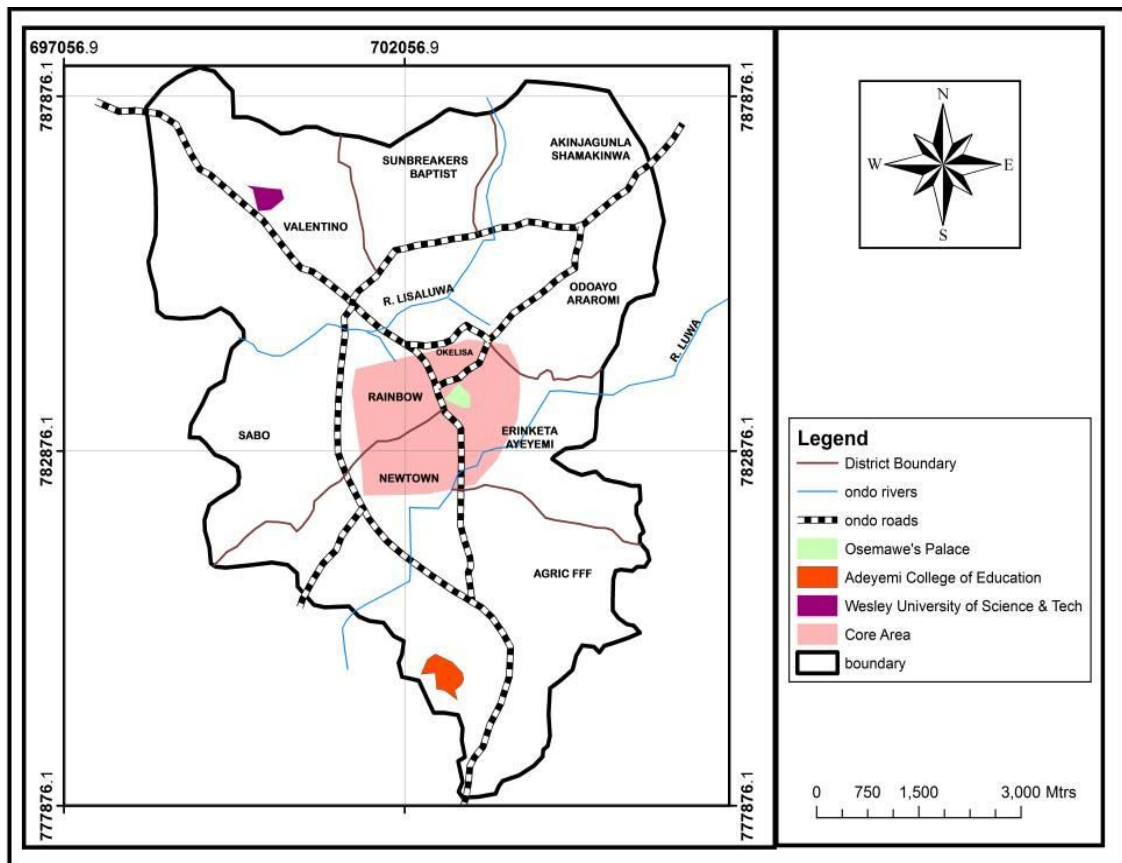 697056.9
702056.9
787876.1
787876.1
AKINJAGUNLA
SHAMAKINWA
SUNBREAKERS
BAPTIST
VALENTINO
ODOAYO
ARAROMI
R. LISALUWA
R. LUWA
OKELISA
RAINBOW
ERINKETA
AYEYEMI
SABO
782876.1
782876.1
NEWTOWN
AGRIC FFF
777876.1
777876.1
N
W
E
S
Legend
District Boundary
ondo rivers
ondo roads
Osemawe's Palace
Adeyemi College of Education
Wesley University of Science & Tech
Core Area
boundary
0 750 1,500 3,000 Mtrs